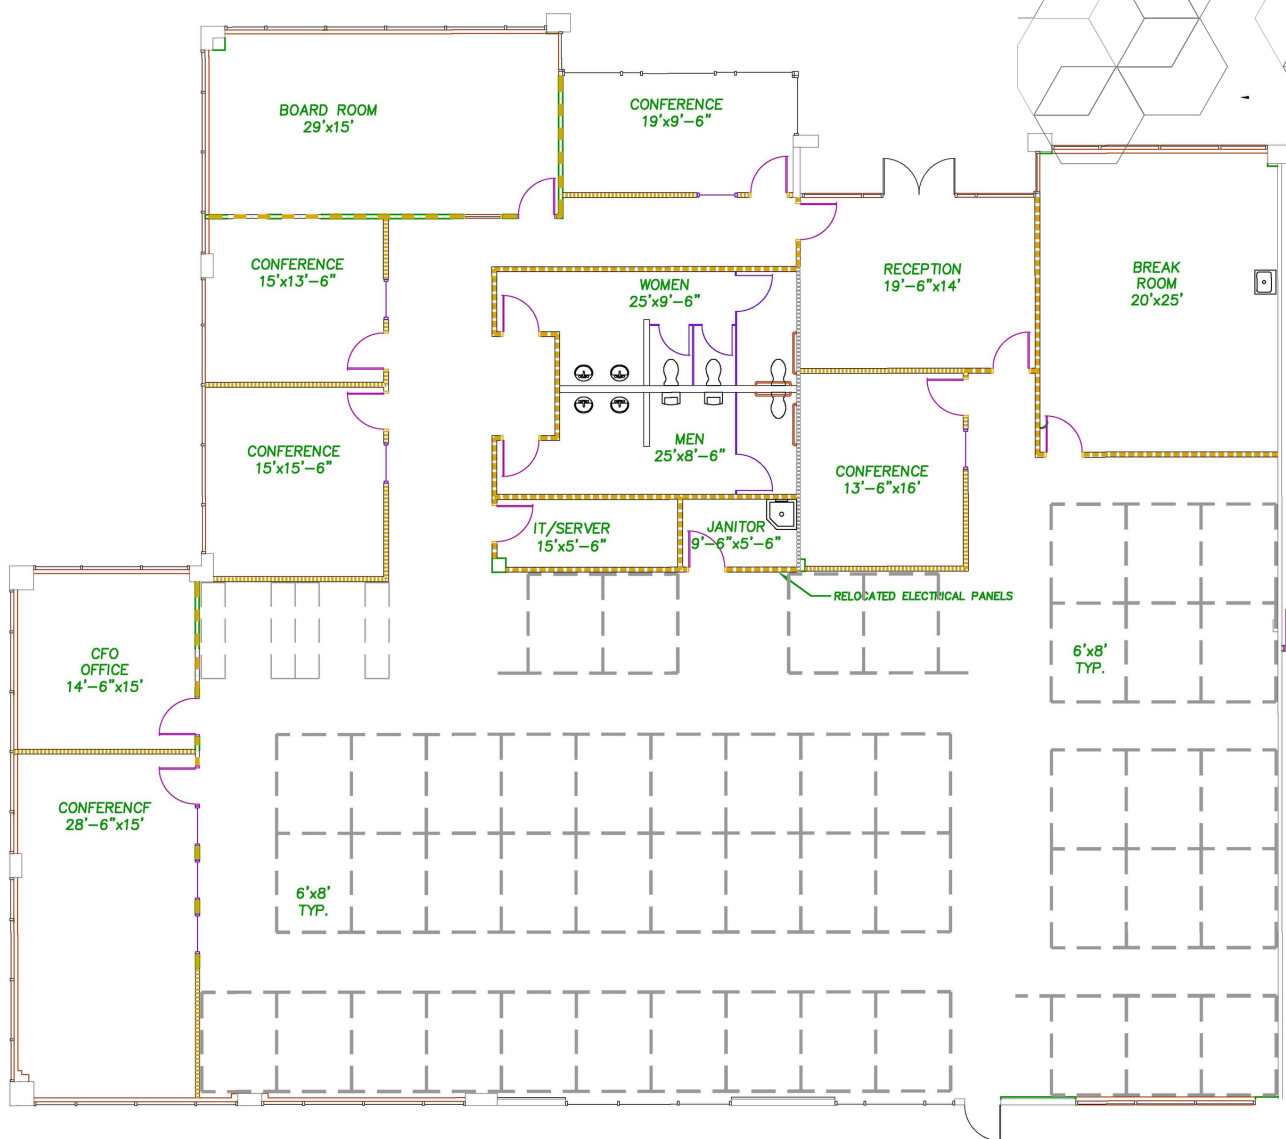 BOARD ROOM
29'x15'
CONFERENCE
19'x9'-6"
CONFERENCE
15'x13'-6"
WOMEN
25'x9'-6"
RECEPTION
19'-6"x14'
BREAK
ROOM
20'x25'
CONFERENCE
15'x15'-6"
MEN
25'x8'-6"
CONFERENCE
13'-6"x16'
IT/SERVER
15'x5'-6"
JANITOR
9'-6"x5'-6"
RELOCATED ELECTRICAL PANELS
CFO
OFFICE
14'-6"x15'
6'x8'
TYP.
CONFERENCF
28'-6"x15'
6'x8'
TYP.